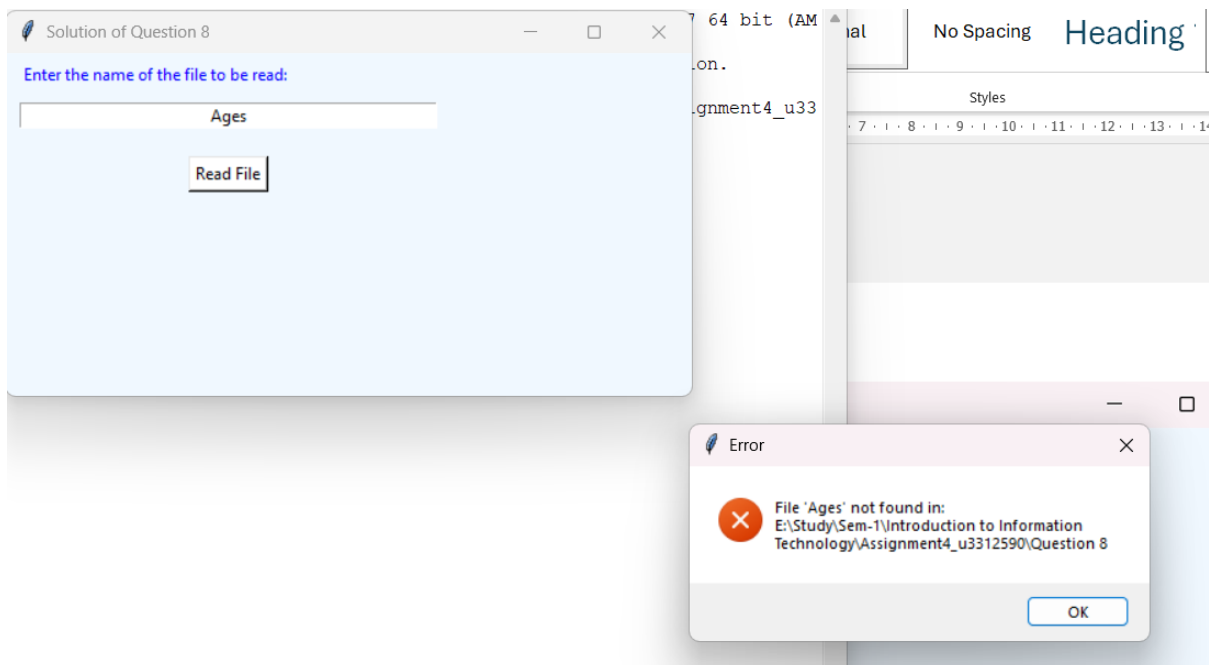 Solution of Question 8
Enter the name of the file to be read:
Ages
Read File
64 bit (AM
on.
gnment4_u33
al
No Spacing
Heading
Styles
7 8 9 10 11 12 13 14
Error
File 'Ages' not found in:
E:\Study\Sem-1\Introduction to Information
Technology\Assignment4_u3312590\Question 8
OK